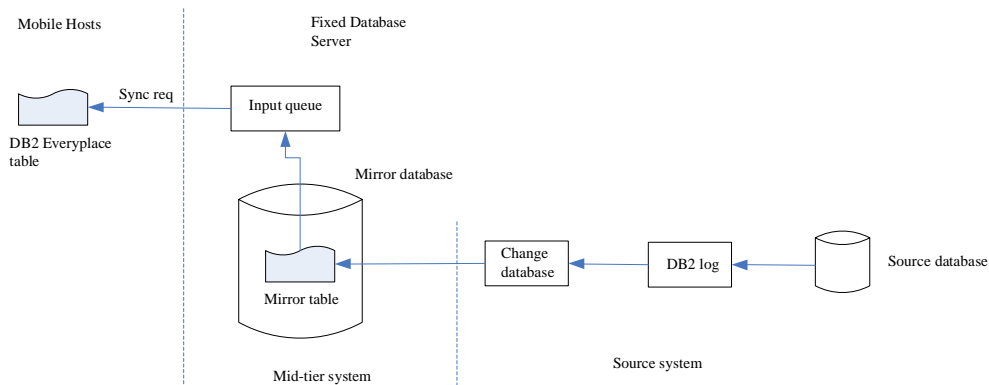 Mobile Hosts
Fixed Database
Server
Sync req
Input queue
DB2 Everyplace
table
Mirror database
Change
database
DB2 log
Source database
Mirror table
Mid-tier system
Source system